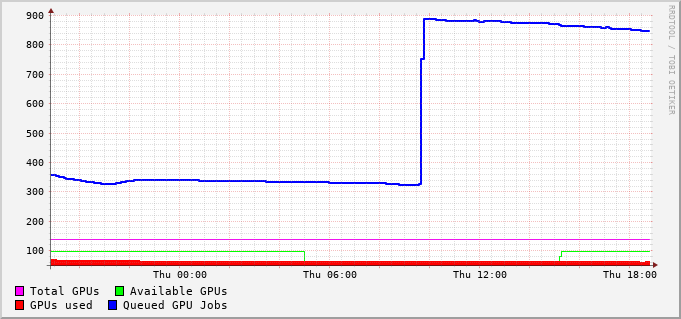 900
800
700
600
500
400
300
200
100
Thu 00:00 Thu 06:00 Thu 12:00 Thu 18:00
Total GPUs Available GPUs
GPUs used Queued GPU Jobs
RRDTOOL / TOBI OETIKER